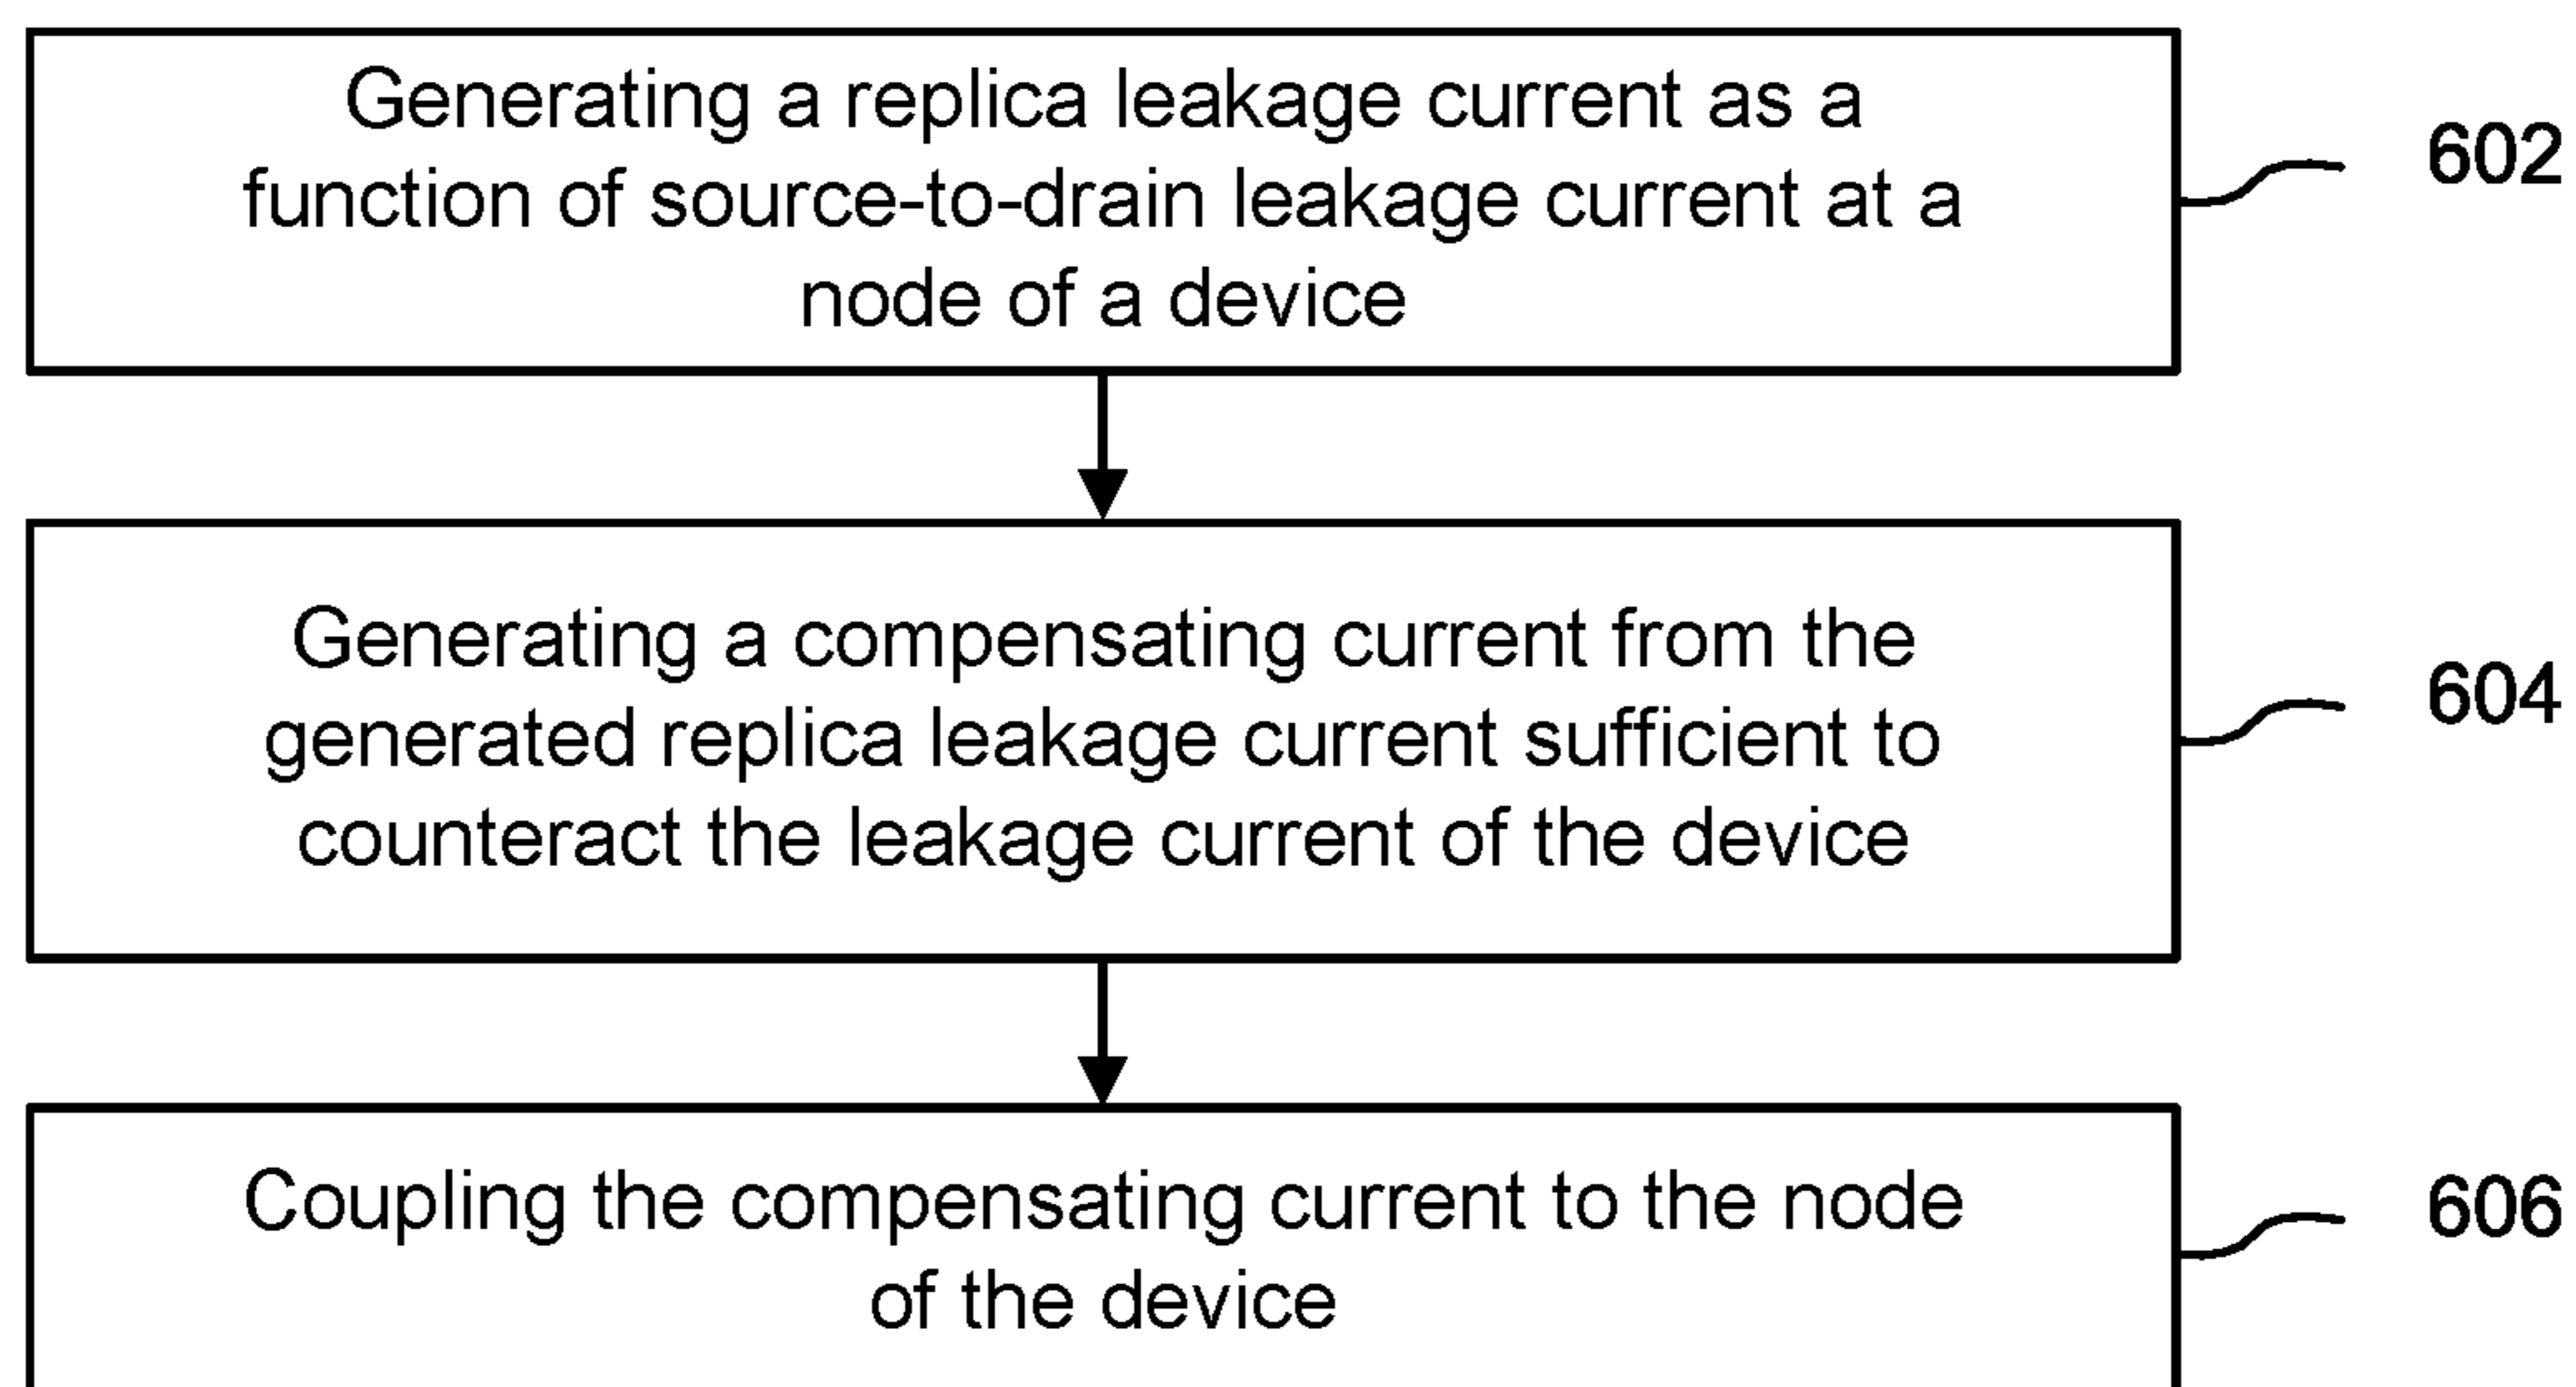 Generating a replica leakage current as a
function of source-to-drain leakage current at a
node of a device
602
Generating a compensating current from the
generated replica leakage current sufficient to
counteract the leakage current of the device
604
Coupling the compensating current to the node
of the device
606